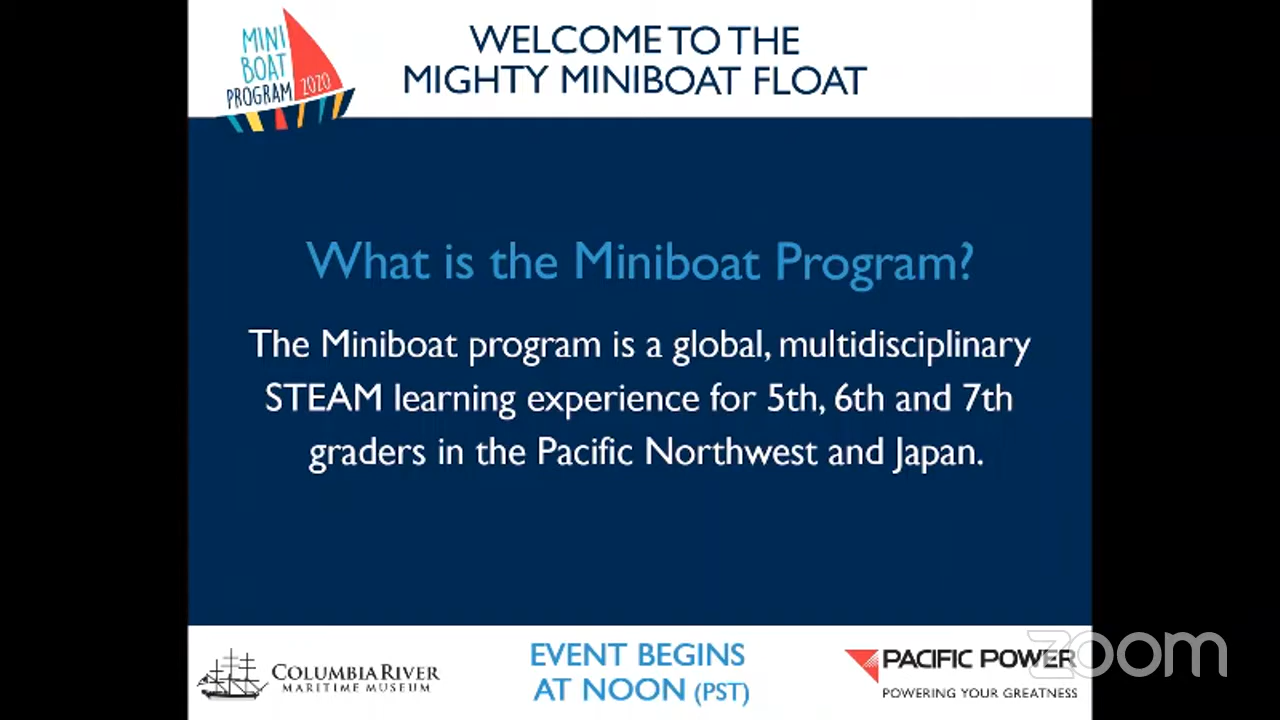 MINI
BOAT
PROGRAM 2020
WELCOME TO THE
MIGHTY MINIBOAT FLOAT
What is the Miniboat Program?
The Miniboat program is a global, multidisciplinary
STEAM learning experience for 5th, 6th and 7th
graders in the Pacific Northwest and Japan.
COLUMBIA RIVER
MARITIME MUSEUM
EVENT BEGINS
AT NOON (PST)
PACIFIC POWER
POWERING YOUR GREATNESS
zoom